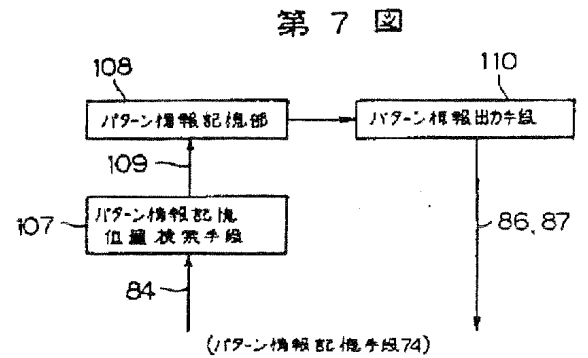 第 7 図
108
110
パターン情報記憶部
パターン情報出力手段
109
107
パターン情報記憶
位置検索手段
86, 87
84
(パターン情報記憶手段74)